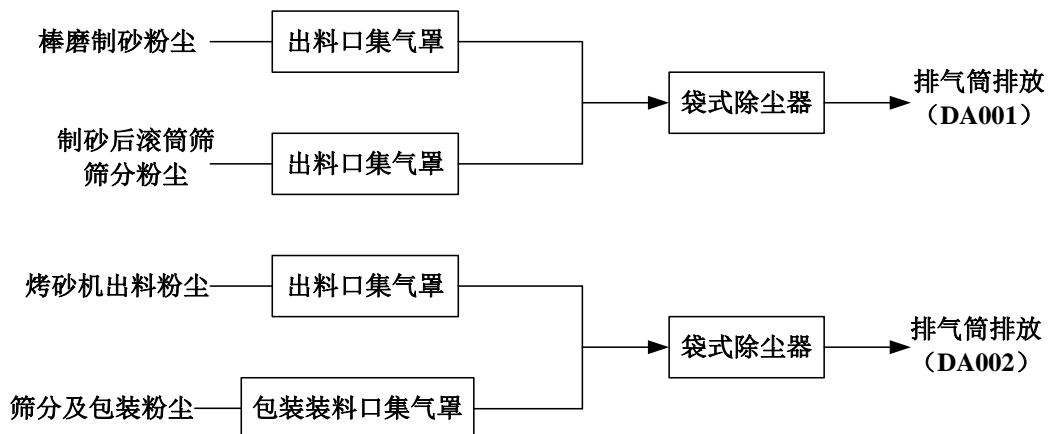 棒磨制砂粉尘
出料口集气罩
袋式除尘器
排气筒排放
（DA001）
制砂后滚筒筛
筛分粉尘
出料口集气罩
烤砂机出料粉尘
出料口集气罩
袋式除尘器
排气筒排放
（DA002）
筛分及包装粉尘
包装装料口集气罩